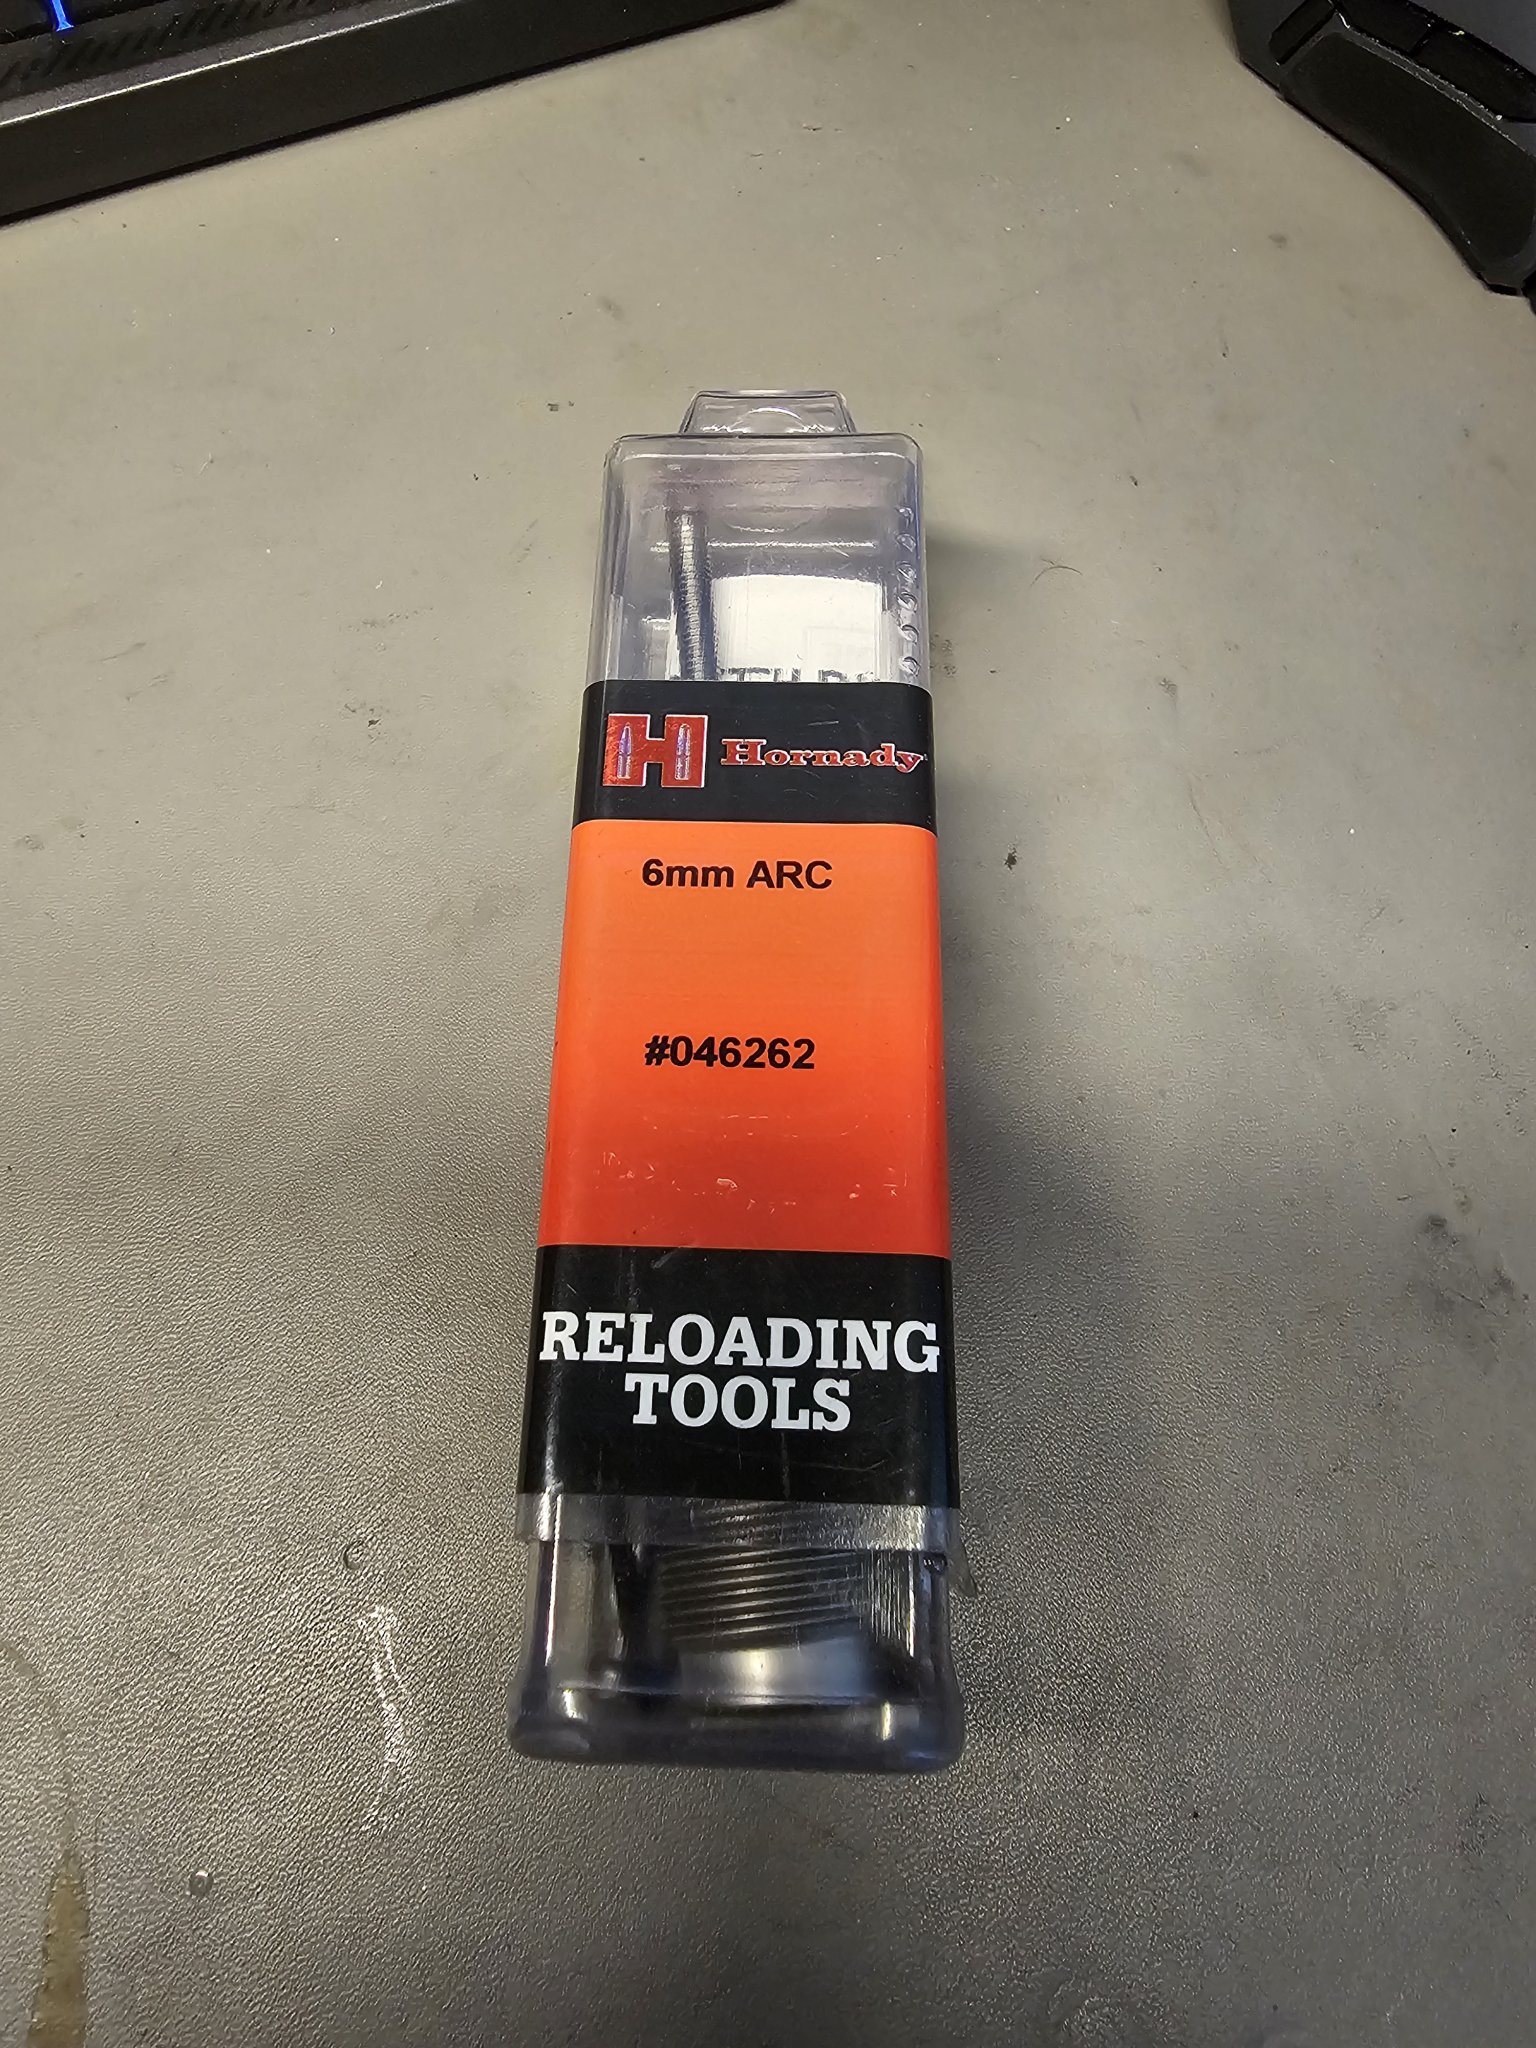 Hornady
6mm ARC
#046262
RELOADING
TOOLS